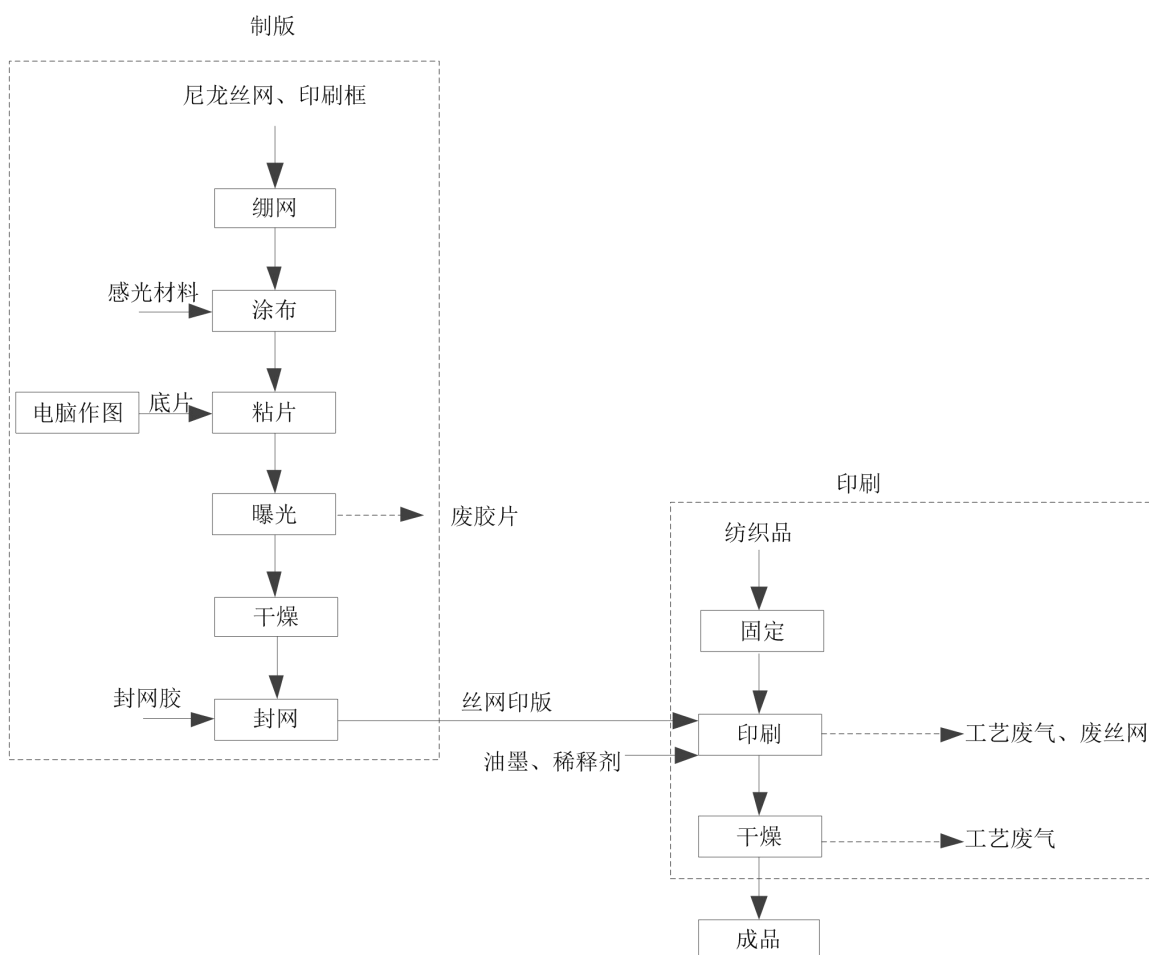 制版
尼龙丝网、印刷框
绷网
感光材料
涂布
电脑作图
底片
粘片
曝光
废胶片
干燥
封网胶
封网
丝网印版
印刷
纺织品
固定
印刷
工艺废气、废丝网
油墨、稀释剂
干燥
工艺废气
成品